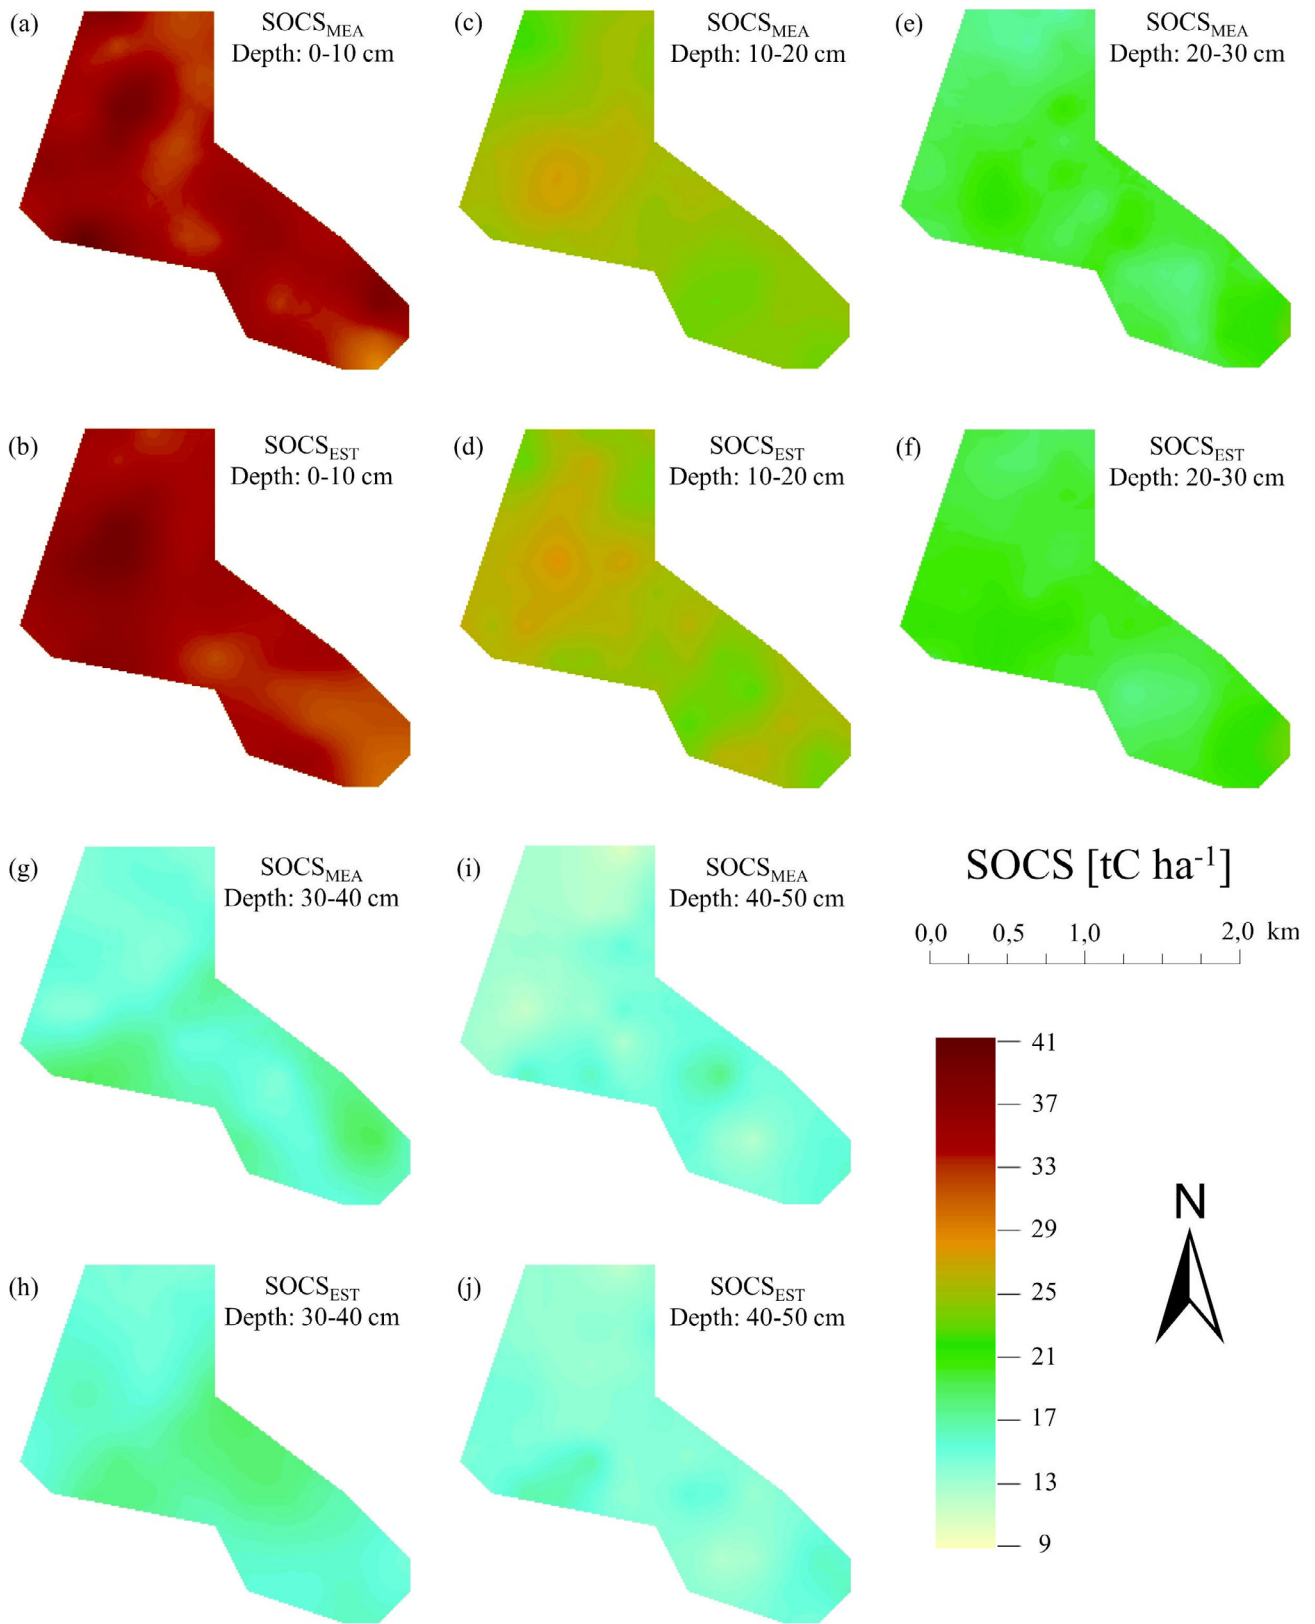 (a)
SOCS_MEA
Depth: 0-10 cm
(c)
SOCS_MEA
Depth: 10-20 cm
(e)
SOCS_MEA
Depth: 20-30 cm
(b)
SOCS_EST
Depth: 0-10 cm
(d)
SOCS_EST
Depth: 10-20 cm
(f)
SOCS_EST
Depth: 20-30 cm
(g)
SOCS_MEA
Depth: 30-40 cm
(i)
SOCS_MEA
Depth: 40-50 cm
(h)
SOCS_EST
Depth: 30-40 cm
(j)
SOCS_EST
Depth: 40-50 cm
SOCS [tC ha⁻¹]
0,0 0,5 1,0 2,0 km
41
37
33
29
25
21
17
13
9
N